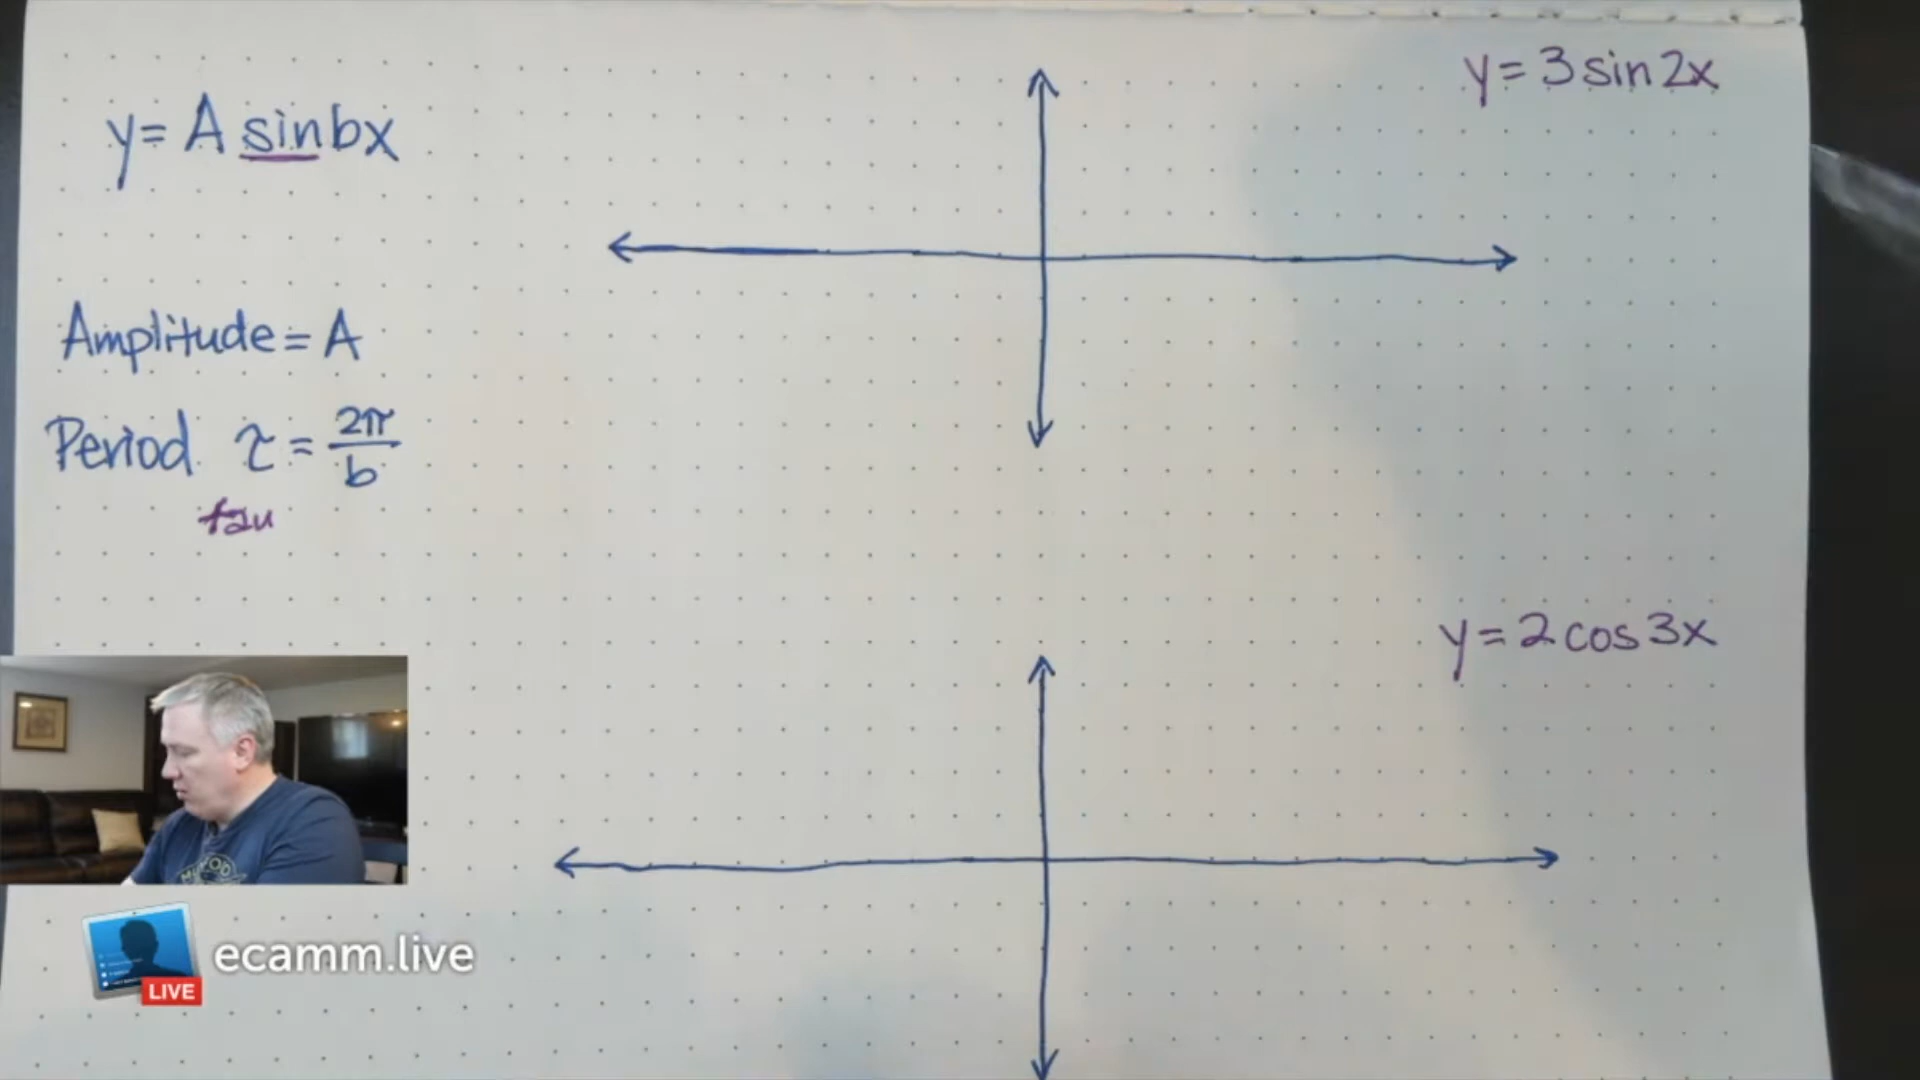 y = A sin bx
Amplitude = A
Period τ = 2π/b
tau
y = 3 sin 2x
y = 2 cos 3x
ecamm.live
LIVE